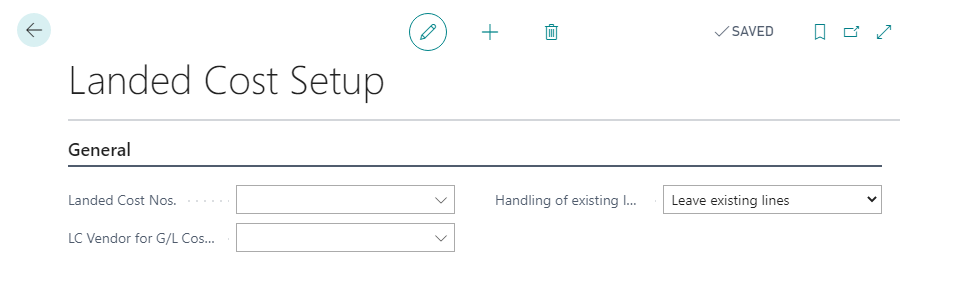 SAVED
Landed Cost Setup
General
Landed Cost Nos.
Handling of existing l...
Leave existing lines
LC Vendor for G/L Cos...